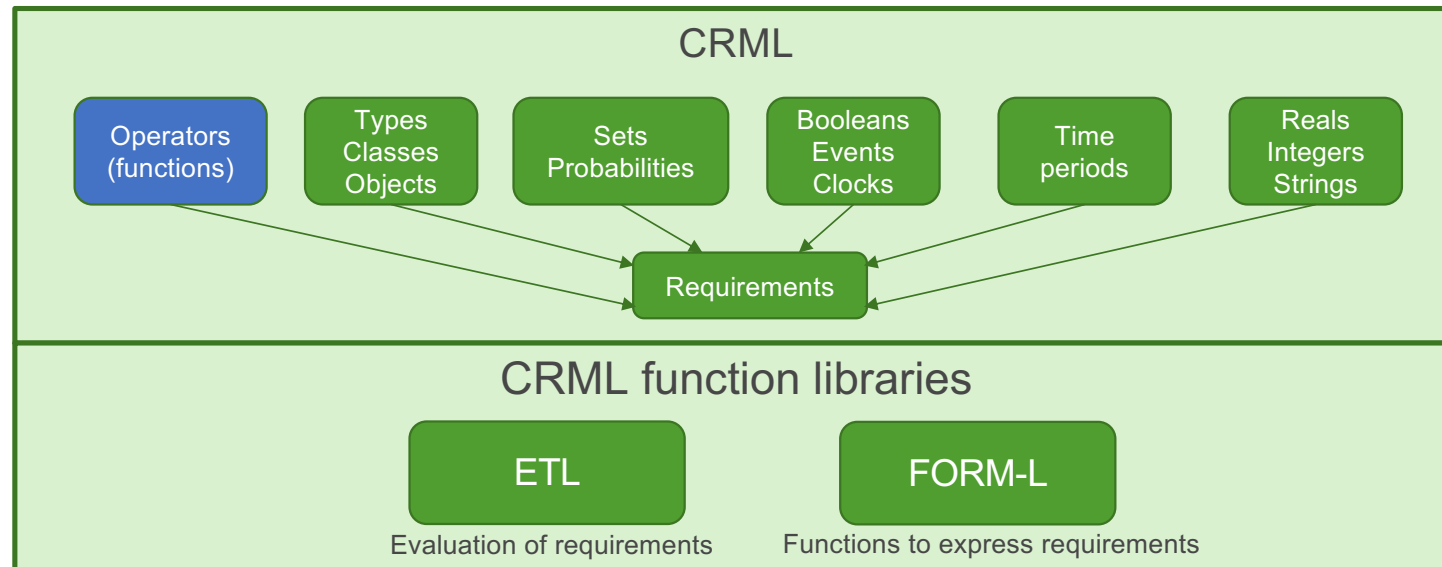 CRML
Operators
(functions)
Types
Classes
Objects
Sets
Probabilities
Booleans
Events
Clocks
Time
periods
Reals
Integers
Strings
Requirements
CRML function libraries
ETL
FORM-L
Evaluation of requirements
Functions to express requirements